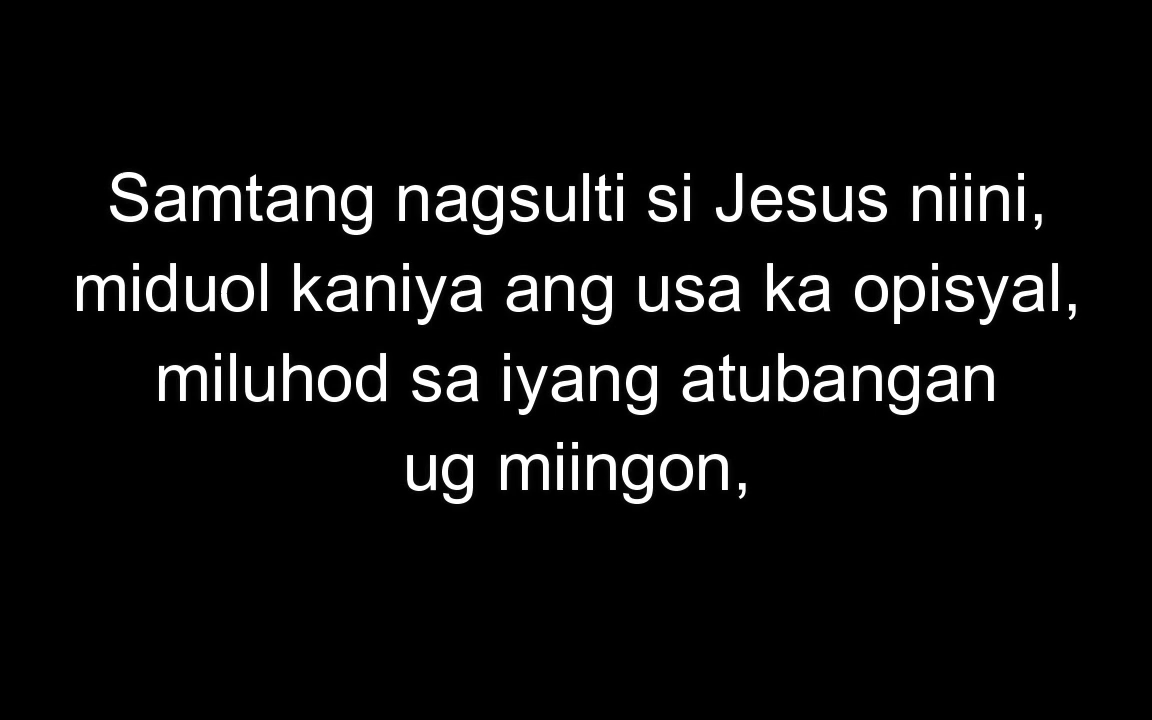 Samtang nagsulti si Jesus niini,
miduol kaniya ang usa ka opisyal,
miluhod sa iyang atubangan
ug miingon,